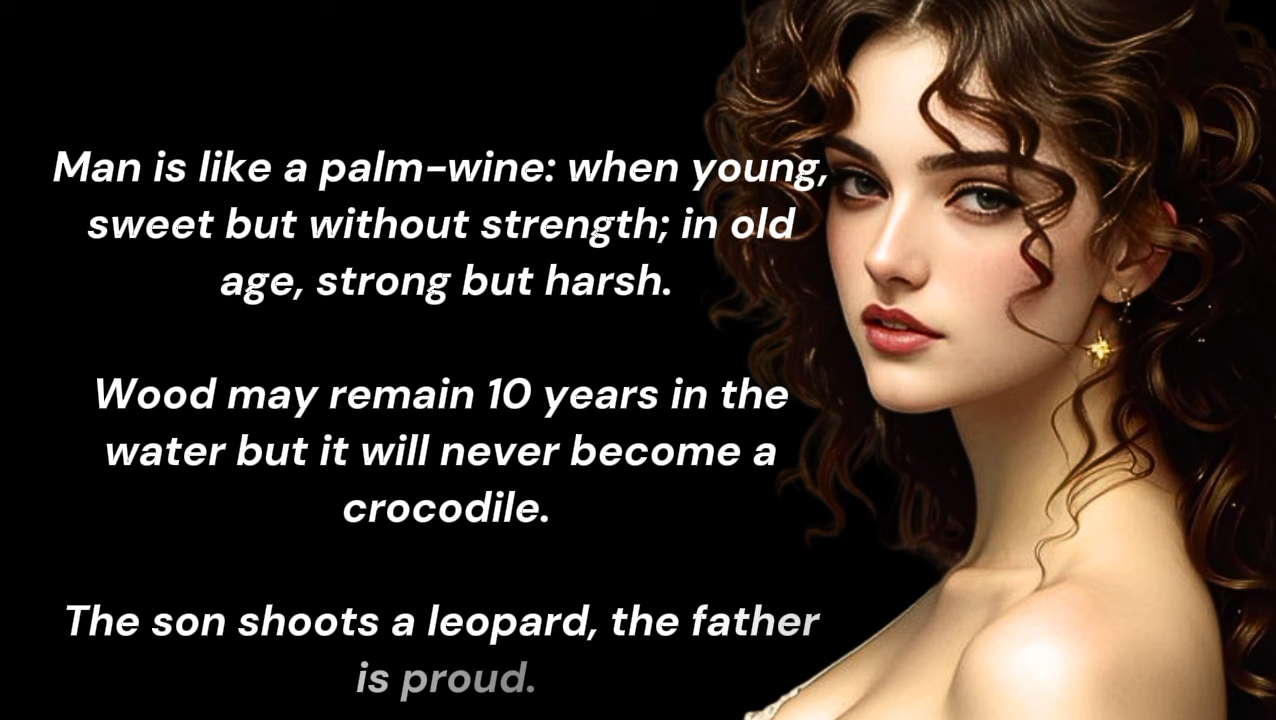 Man is like a palm-wine: when young,
sweet but without strength; in old
age, strong but harsh.
Wood may remain 10 years in the
water but it will never become a
crocodile.
The son shoots a leopard, the father
is proud.